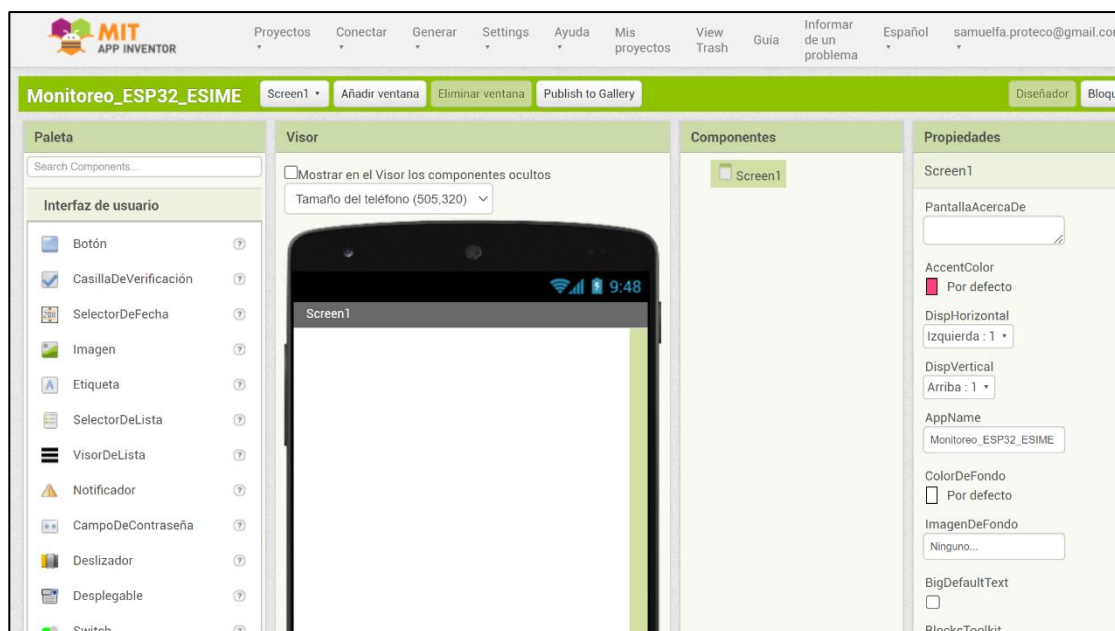 MIT
APP INVENTOR
Proyectos Conectar Generar Settings Ayuda Mis proyectos View Trash Guía Informar de un problema Español samuelfa.proteco@gmail.cor
Monitoreo_ESP32_ESIME Screen1 Añadir ventana Eliminar ventana Publish to Gallery Diseñador Bloqu
Paleta
Search Components...
Interfaz de usuario
Botón ?
CasillaDeVerificación ?
SelectorDeFecha ?
Imagen ?
Etiqueta ?
SelectorDeLista ?
VisorDeLista ?
Notificador ?
CampoDeContraseña ?
Deslizador ?
Desplegable ?
Switch
Visor
Mostrar en el Visor los componentes ocultos
Tamaño del teléfono (505,320)
9:48
Screen1
Componentes
Screen1
Propiedades
Screen1
PantallaAcercaDe
AccentColor
Por defecto
DispHorizontal
Izquierda : 1
DispVertical
Arriba : 1
AppName
Monitoreo_ESP32_ESIME
ColorDeFondo
Por defecto
ImagenDeFondo
Ninguno...
BigDefaultText
BlocksToolkit